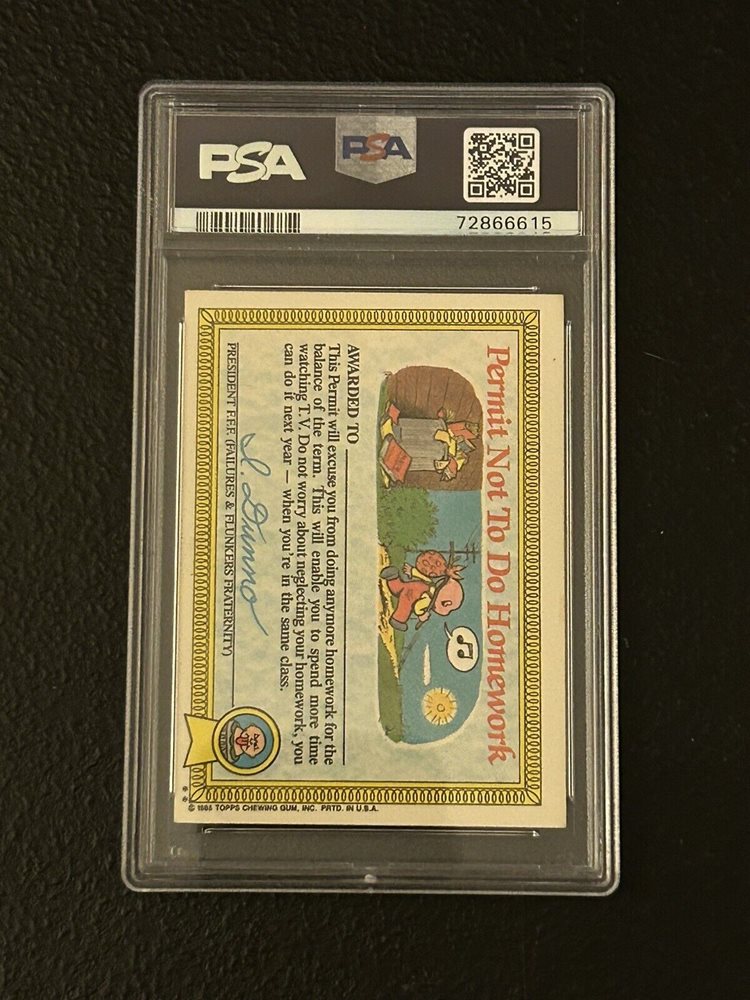 PSA
PSA
72866615
Permit Not To Do Homework
AWARDED TO
This Permit will excuse you from doing anymore homework for the
balance of the term. This will enable you to spend more time
watching T.V. Do not worry about neglecting your homework, you
can do it next year — when you're in the same class.
I. Dunno
PRESIDENT F.F.F. (FAILURES & FLUNKERS FRATERNITY)
** © 1986 TOPPS CHEWING GUM, INC. PRTD. IN U.S.A.